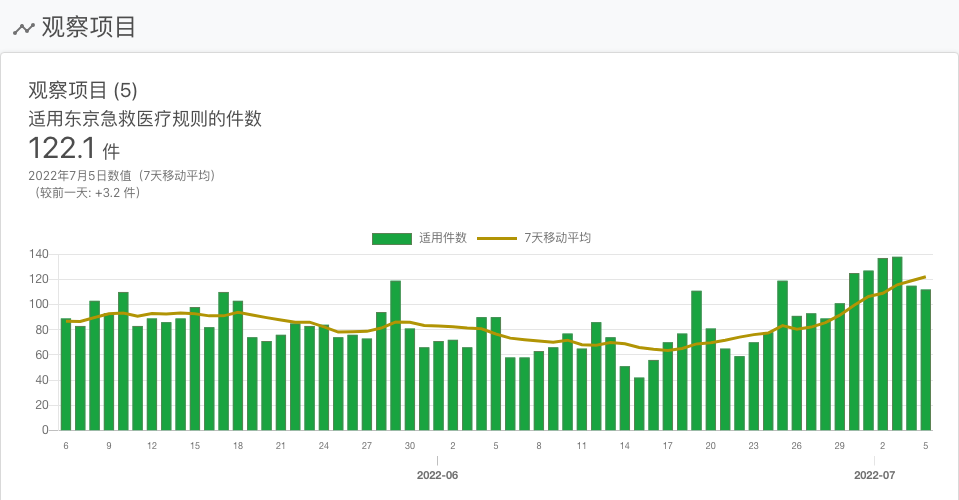 观察项目
观察项目 (5)
适用东京急救医疗规则的件数
122.1 件
2022年7月5日数值（7天移动平均）
（较前一天: +3.2 件）
适用件数 7天移动平均
140
120
100
80
60
40
20
0
6 9 12 15 18 21 24 27 30 2 5 8 11 14 17 20 23 26 29 2 5
2022-06 2022-07